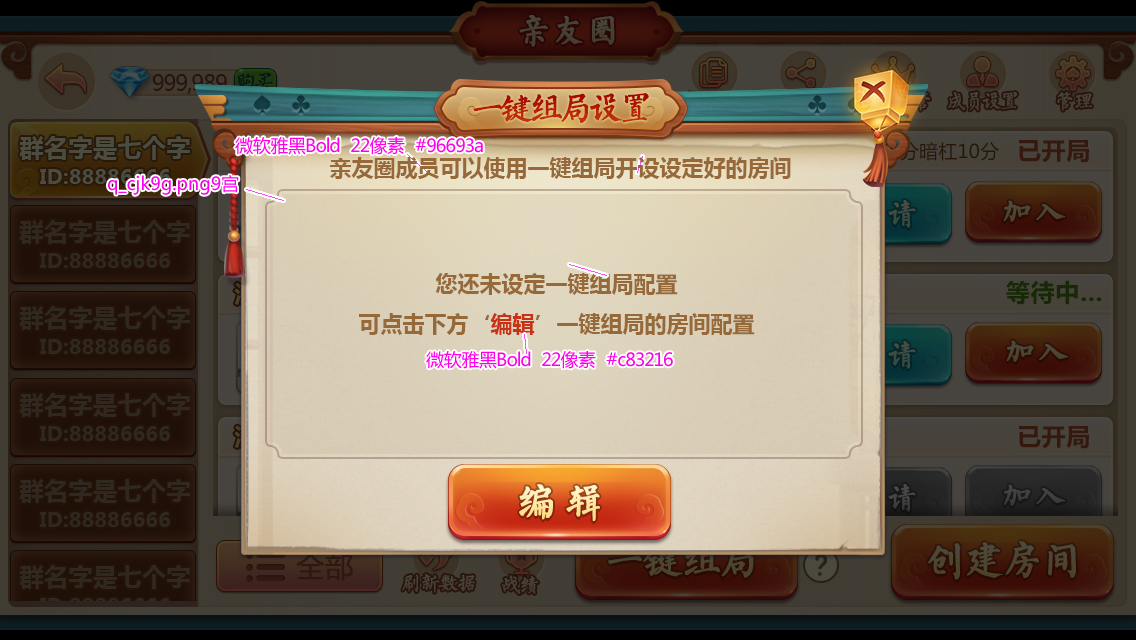 亲友圈
999,989
购买
成员设置
管理
一键组局设置
群名字是七个字
微软雅黑Bold 22像素 #96693a
亲友圈成员可以使用一键组局开设设定好的房间
分暗杠10分
已开局
q_cjk9g.png9宫
请
加入
群名字是七个字
ID:88886666
您还未设定一键组局配置
等待中...
群名字是七个字
ID:88886666
可点击下方‘编辑’一键组局的房间配置
微软雅黑Bold 22像素 #c83216
请
加入
群名字是七个字
ID:88886666
已开局
群名字是七个字
ID:88886666
编辑
请
加入
全部
刷新数据
战绩
一键组局
?
创建房间
群名字是七个字